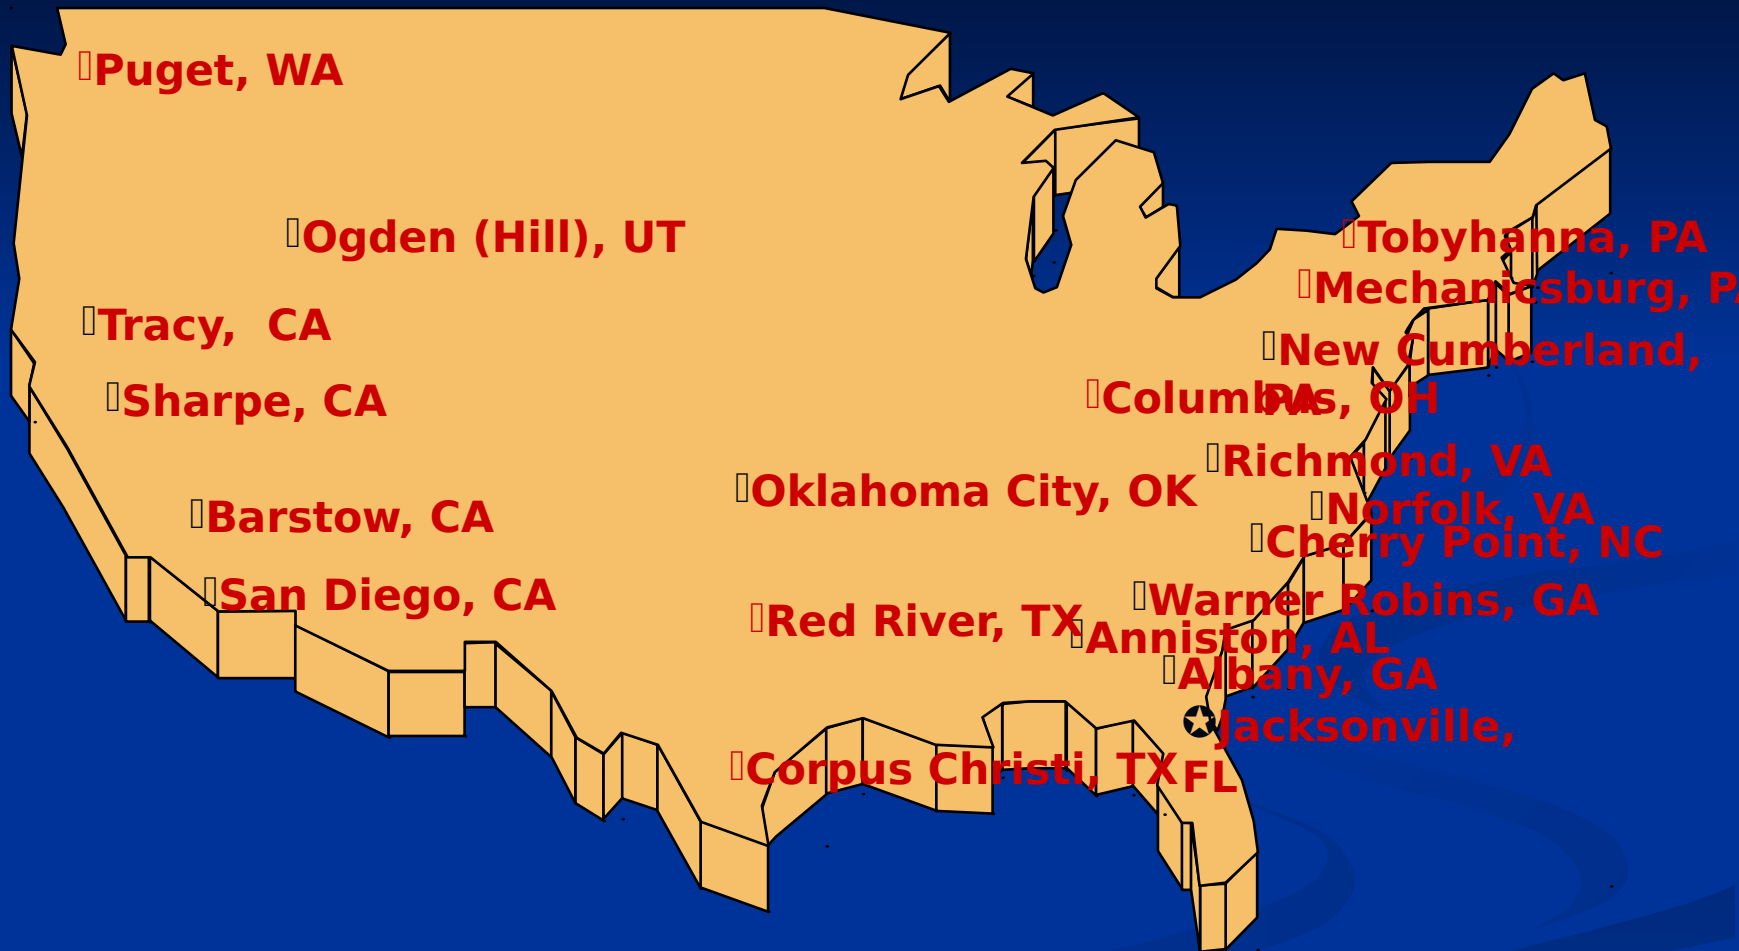 Puget, WA
Ogden (Hill), UT
Tobyhanna, PA
Mechanicsburg, PA
Tracy,  CA
New Cumberland,
PA
Sharpe, CA
Columbus, OH
Richmond, VA
Oklahoma City, OK
Norfolk, VA
Barstow, CA
Cherry Point, NC
San Diego, CA
Warner Robins, GA
Red River, TX
Anniston, AL
Albany, GA
Jacksonville,
FL
Corpus Christi, TX